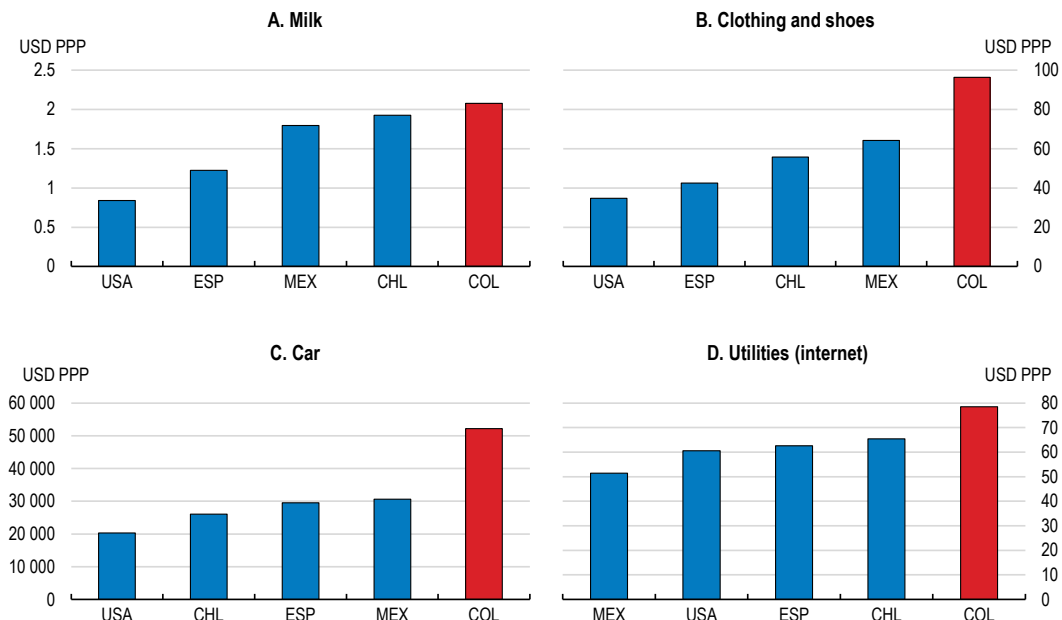 A. Milk
USD PPP
2.5
2
1.5
1
0.5
0
USA ESP MEX CHL COL
B. Clothing and shoes
USD PPP
100
80
60
40
20
0
USA ESP CHL MEX COL
C. Car
USD PPP
60 000
50 000
40 000
30 000
20 000
10 000
0
USA CHL ESP MEX COL
D. Utilities (internet)
USD PPP
80
70
60
50
40
30
20
10
0
MEX USA ESP CHL COL